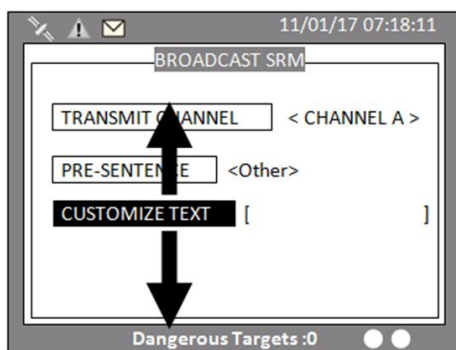 11/01/17 07:18:11
BROADCAST SRM
TRANSMIT CHANNEL < CHANNEL A >
PRE-SENTENCE <Other>
CUSTOMIZE TEXT [ ]
Dangerous Targets :0